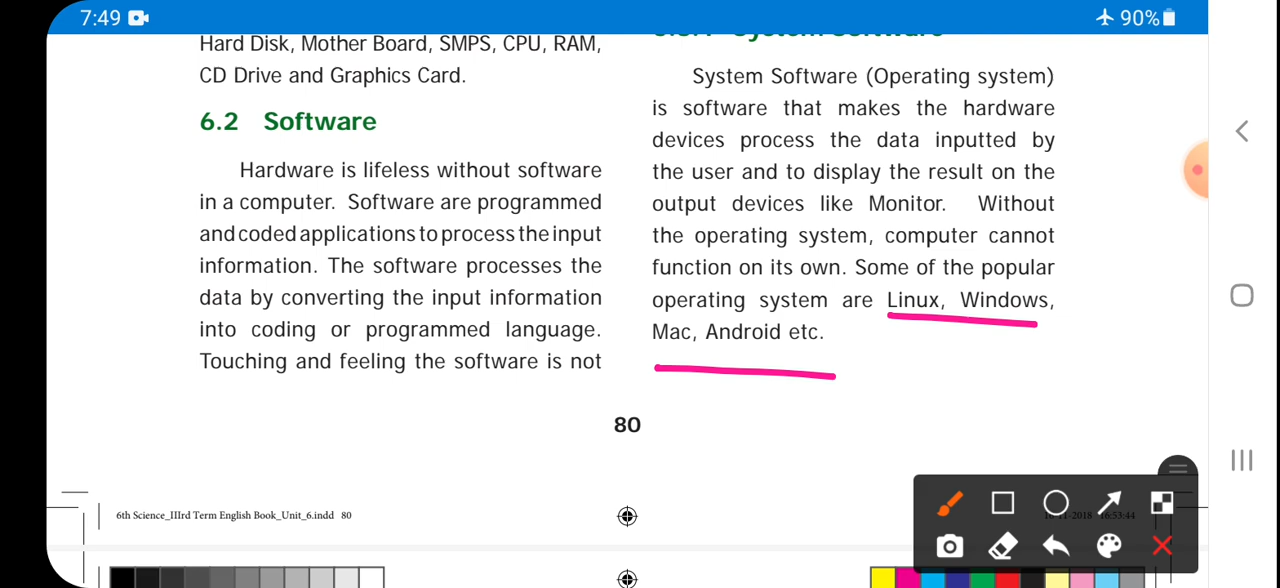 7:49
90%
Hard Disk, Mother Board, SMPS, CPU, RAM,
CD Drive and Graphics Card.
6.2 Software
Hardware is lifeless without software
in a computer. Software are programmed
and coded applications to process the input
information. The software processes the
data by converting the input information
into coding or programmed language.
Touching and feeling the software is not
System Software
System Software (Operating system)
is software that makes the hardware
devices process the data inputted by
the user and to display the result on the
output devices like Monitor. Without
the operating system, computer cannot
function on its own. Some of the popular
operating system are Linux, Windows,
Mac, Android etc.
80
6th Science_IIIrd Term English Book_Unit_6.indd 80
-2018 16:53:44